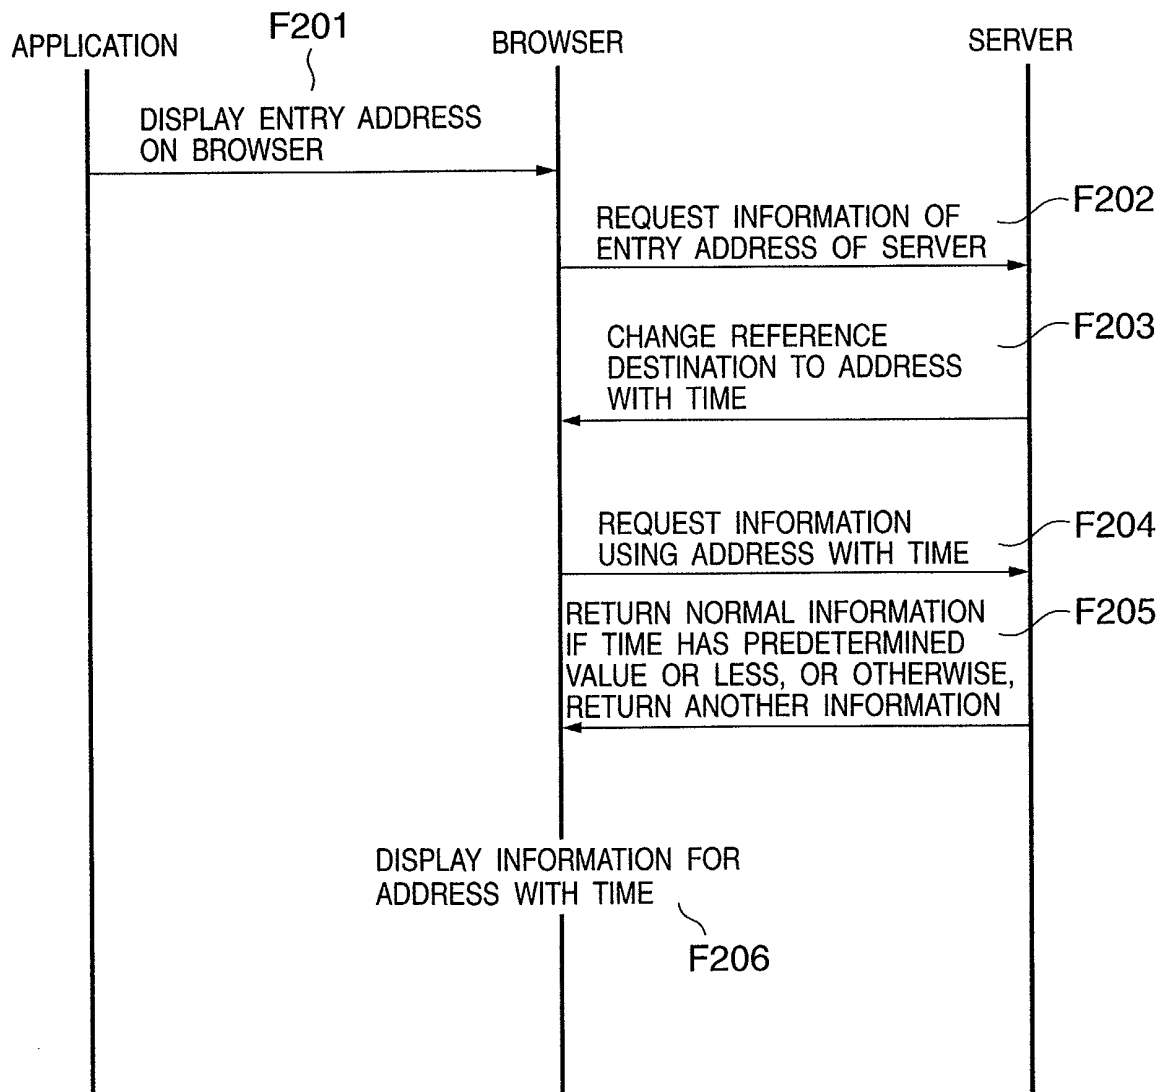 APPLICATION
F201
BROWSER
SERVER
DISPLAY ENTRY ADDRESS
ON BROWSER
REQUEST INFORMATION OF
ENTRY ADDRESS OF SERVER
F202
CHANGE REFERENCE
DESTINATION TO ADDRESS
WITH TIME
F203
REQUEST INFORMATION
USING ADDRESS WITH TIME
F204
RETURN NORMAL INFORMATION
IF TIME HAS PREDETERMINED
VALUE OR LESS, OR OTHERWISE,
RETURN ANOTHER INFORMATION
F205
DISPLAY INFORMATION FOR
ADDRESS WITH TIME
F206